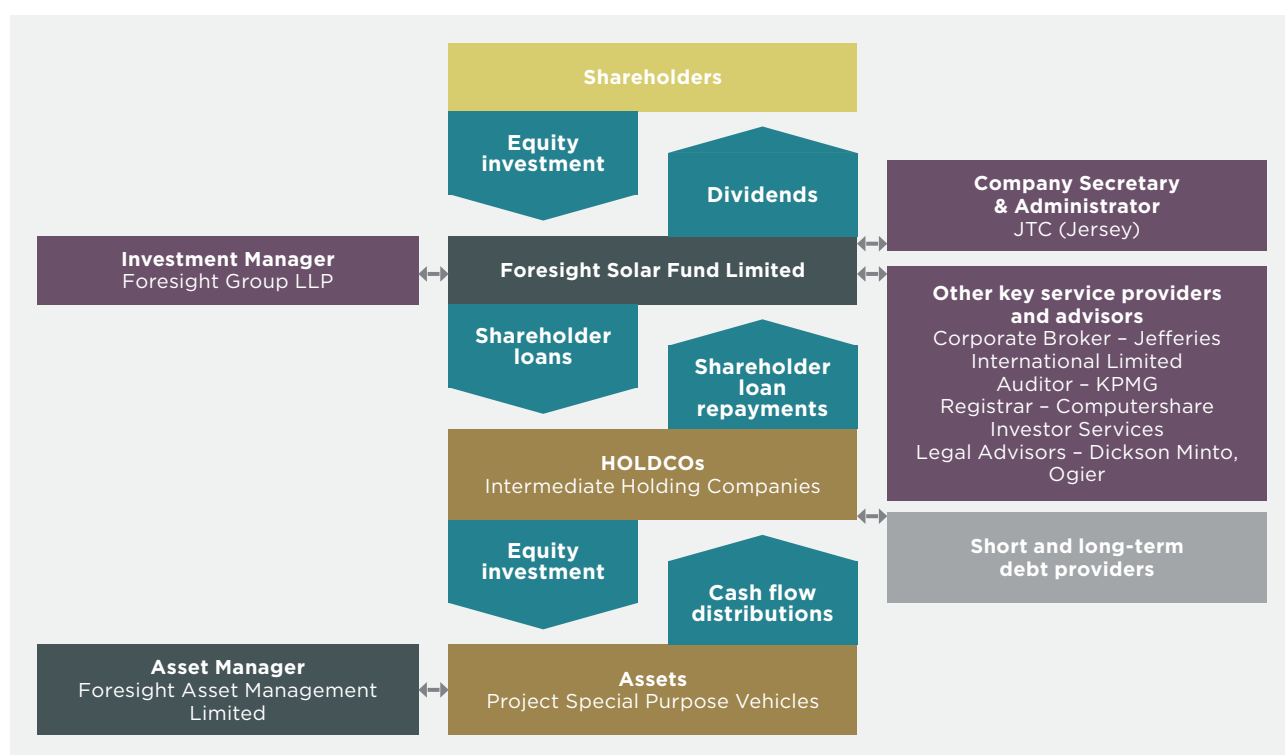 Shareholders
Equity
investment
Dividends
Company Secretary
& Administrator
JTC (Jersey)
Investment Manager
Foresight Group LLP
Foresight Solar Fund Limited
Other key service providers
and advisors
Corporate Broker – Jefferies
International Limited
Auditor – KPMG
Registrar – Computershare
Investor Services
Legal Advisors – Dickson Minto,
Ogier
Shareholder
loans
Shareholder
loan
repayments
HOLDCOs
Intermediate Holding Companies
Short and long-term
debt providers
Equity
investment
Cash flow
distributions
Asset Manager
Foresight Asset Management
Limited
Assets
Project Special Purpose Vehicles